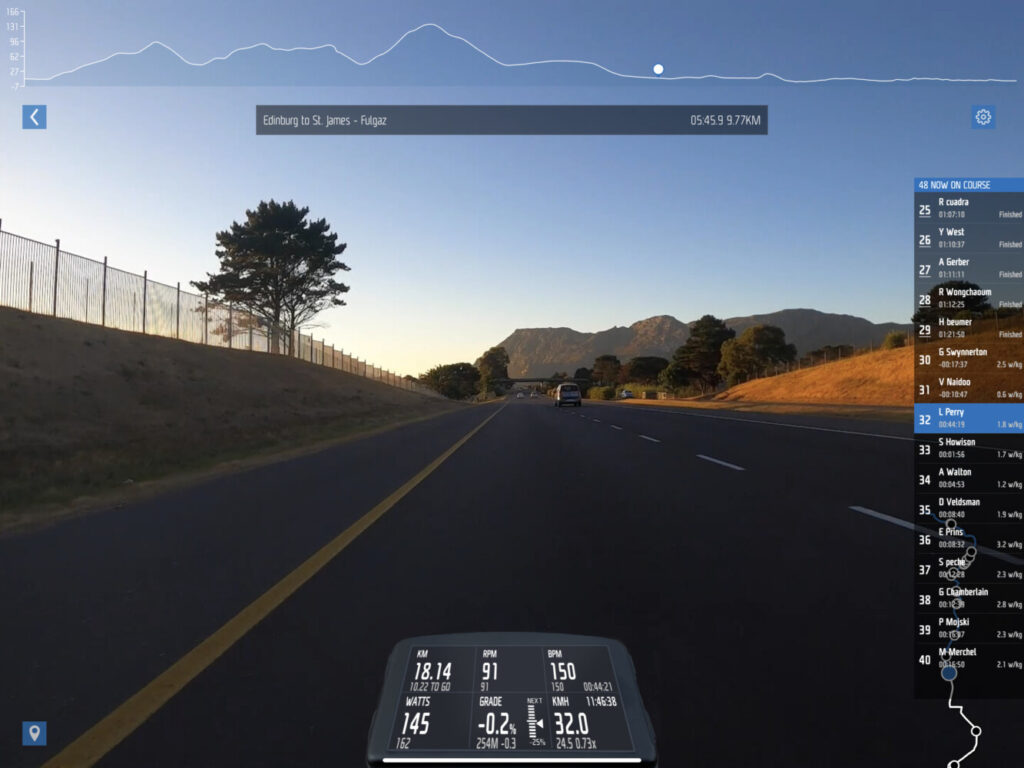 166
131
96
62
27
-7
Edinburg to St. James - Fulgaz 05:45.9 9.77KM
48 NOW ON COURSE
25 R cuadra
01:07:10 Finished
26 Y West
01:10:37 Finished
27 A Gerber
01:11:11 Finished
28 R Wongchaoum
01:12:25 Finished
29 H beumer
01:21:50 Finished
30 G Swynnerton
-00:17:37 2.5 w/kg
31 V Naidoo
-00:10:47 0.6 w/kg
32 L Perry
00:44:19 1.8 w/kg
33 S Howison
00:01:56 1.7 w/kg
34 A Walton
00:04:53 1.2 w/kg
35 D Veldsman
00:08:40 1.9 w/kg
36 E Prins
00:08:32 3.2 w/kg
37 S peche
00:12:28 2.3 w/kg
38 G Chamberlain
2.8 w/kg
39 P Mojski
2.3 w/kg
40 M Merchel
2.1 w/kg
KM RPM BPM
18.14 91 150
10.22 TO GO 91 150 00:44:21
WATTS GRADE NEXT KMH 11:46:38
145 -0.2% 32.0
162 254M -0.3 -25% 24.5 0.73x